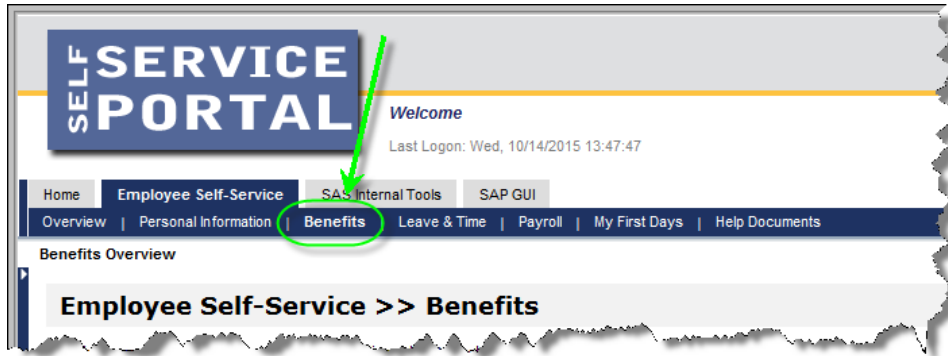 SELF SERVICE PORTAL
Welcome
Last Logon: Wed, 10/14/2015 13:47:47
Home Employee Self-Service SAS Internal Tools SAP GUI
Overview | Personal Information | Benefits Leave & Time | Payroll | My First Days | Help Documents
Benefits Overview
Employee Self-Service >> Benefits